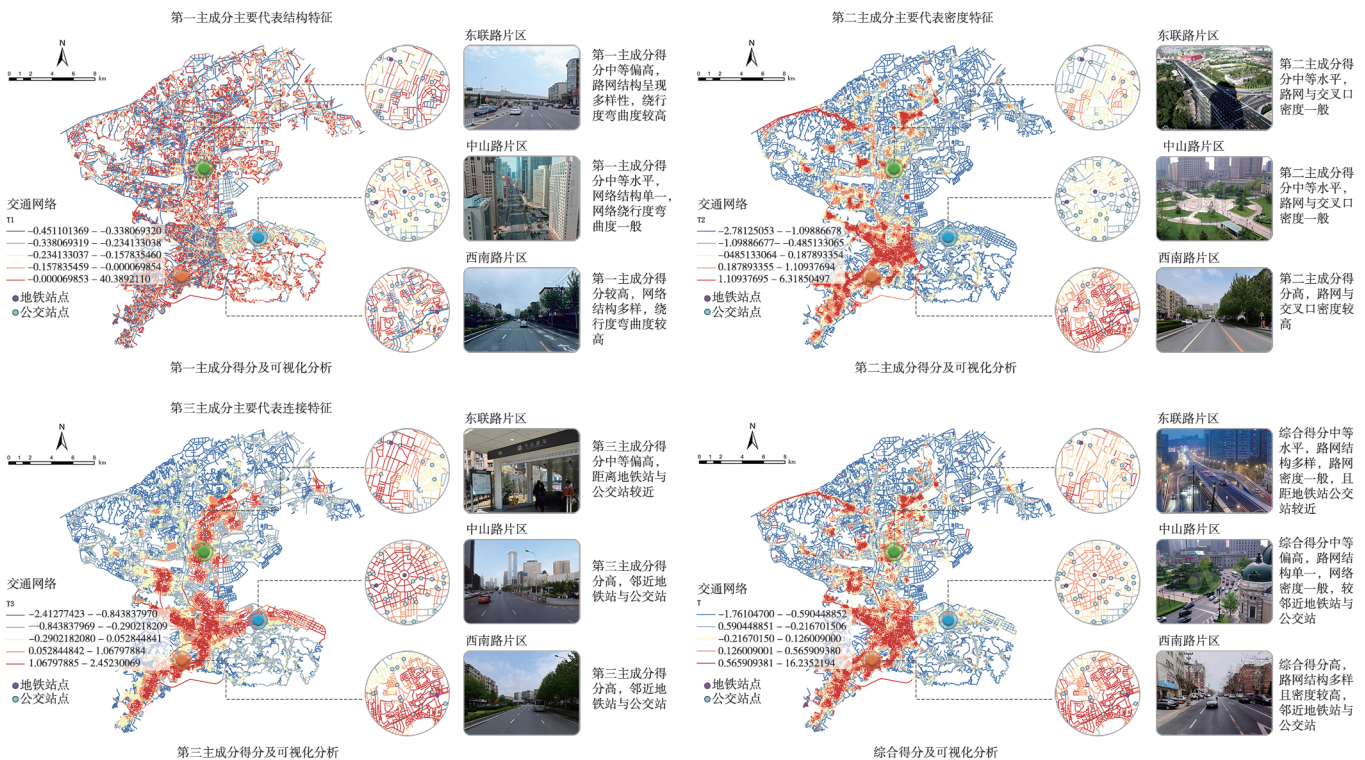 第一主成分主要代表结构特征
N
0 1 2 4 6 8 km
交通网络
T1
-0.451101369 - -0.338069320
-0.338069319 - -0.234133038
-0.234133037 - -0.157835460
-0.157835459 - -0.000069854
-0.000069853 - 40.3892110
地铁站点
公交站点
东联路片区
第一主成分得
分中等偏高，
路网结构呈现
多样性，绕行
度弯曲度较高
中山路片区
第一主成分得
分中等水平，
网络结构单一，
网络绕行度弯
曲度一般
西南路片区
第一主成分得
分较高，网络
结构多样，绕
行度弯曲度较
高
第一主成分得分及可视化分析
第二主成分主要代表密度特征
N
0 1 2 4 6 8 km
交通网络
T2
-2.78125053 - -1.09886678
-1.09886677- -0.485133065
-0485133064 - 0.187893354
0.187893355 - 1.10937694
1.10937695 - 6.31850497
地铁站点
公交站点
东联路片区
第二主成分得
分中等水平，
路网与交叉口
密度一般
中山路片区
第二主成分得
分中等水平，
路网与交叉口
密度一般
西南路片区
第二主成分得
分高，路网与
交叉口密度较
高
第二主成分得分及可视化分析
第三主成分主要代表连接特征
N
0 1 2 4 6 8 km
交通网络
T3
-2.41277423 - -0.843837970
-0.843837969 - -0.290218209
-0.2902182080 - 0.052844841
0.052844842 - 1.06797884
1.06797885 - 2.45230069
地铁站点
公交站点
东联路片区
第三主成分得
分中等偏高，
距离地铁站与
公交站较近
中山路片区
第三主成分得
分高，邻近地
铁站与公交站
西南路片区
第三主成分得
分高，邻近地
铁站与公交站
第三主成分得分及可视化分析
N
0 1 2 4 6 8 km
交通网络
T
-1.76104700 - -0.590448852
0.590448851 - -0.216701506
-0.21670150 - 0.126009000
0.126009001 - 0.565909380
0.565909381 - 16.2352194
地铁站点
公交站点
东联路片区
综合得分中等
水平，路网结
构多样，路网
密度一般，且
距地铁站公交
站较近
中山路片区
综合得分中等
偏高，路网结
构单一，网络
密度一般，较
邻近地铁站与
公交站
西南路片区
综合得分高，
路网结构多样
且密度较高，
邻近地铁站与
公交站
综合得分及可视化分析